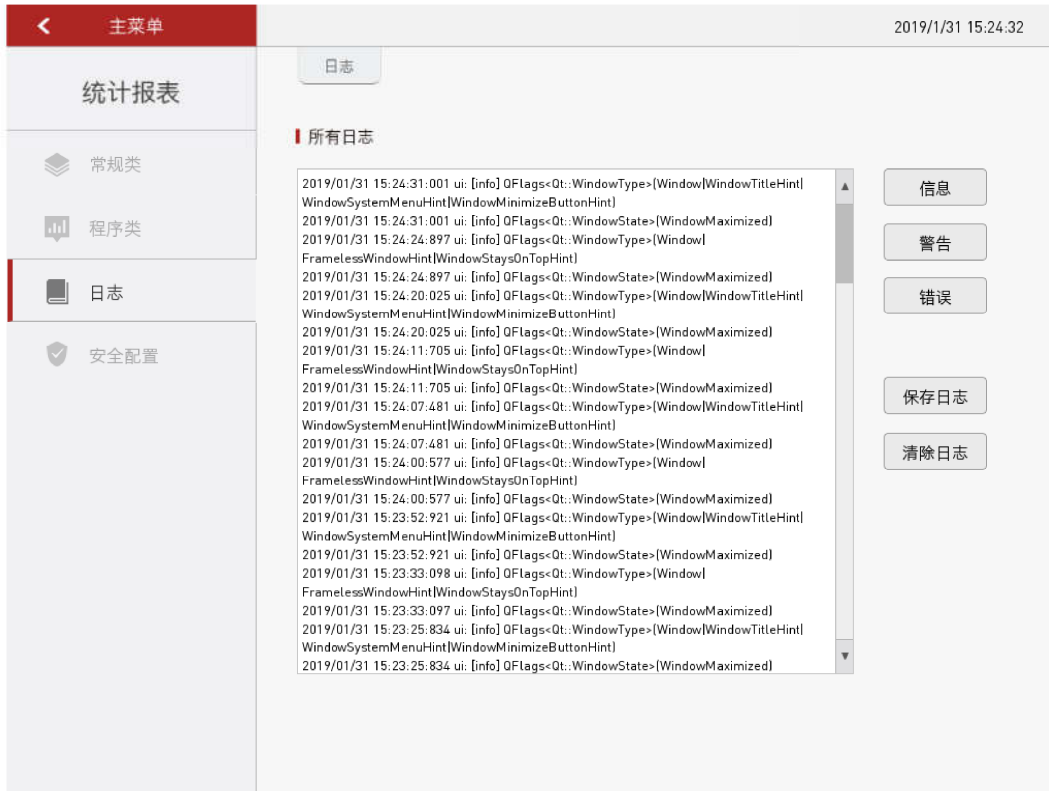 主菜单
2019/1/31 15:24:32
统计报表
日志
所有日志
常规类
程序类
日志
安全配置
2019/01/31 15:24:31:001 ui: [info] QFlags<Qt::WindowType>(Window|WindowTitleHint|
WindowSystemMenuHint|WindowMinimizeButtonHint)
2019/01/31 15:24:31:001 ui: [info] QFlags<Qt::WindowState>(WindowMaximized)
2019/01/31 15:24:24:897 ui: [info] QFlags<Qt::WindowType>(Window|
FramelessWindowHint|WindowStaysOnTopHint)
2019/01/31 15:24:24:897 ui: [info] QFlags<Qt::WindowState>(WindowMaximized)
2019/01/31 15:24:20:025 ui: [info] QFlags<Qt::WindowType>(Window|WindowTitleHint|
WindowSystemMenuHint|WindowMinimizeButtonHint)
2019/01/31 15:24:20:025 ui: [info] QFlags<Qt::WindowState>(WindowMaximized)
2019/01/31 15:24:11:705 ui: [info] QFlags<Qt::WindowType>(Window|
FramelessWindowHint|WindowStaysOnTopHint)
2019/01/31 15:24:11:705 ui: [info] QFlags<Qt::WindowState>(WindowMaximized)
2019/01/31 15:24:07:481 ui: [info] QFlags<Qt::WindowType>(Window|WindowTitleHint|
WindowSystemMenuHint|WindowMinimizeButtonHint)
2019/01/31 15:24:07:481 ui: [info] QFlags<Qt::WindowState>(WindowMaximized)
2019/01/31 15:24:00:577 ui: [info] QFlags<Qt::WindowType>(Window|
FramelessWindowHint|WindowStaysOnTopHint)
2019/01/31 15:24:00:577 ui: [info] QFlags<Qt::WindowState>(WindowMaximized)
2019/01/31 15:23:52:921 ui: [info] QFlags<Qt::WindowType>(Window|WindowTitleHint|
WindowSystemMenuHint|WindowMinimizeButtonHint)
2019/01/31 15:23:52:921 ui: [info] QFlags<Qt::WindowState>(WindowMaximized)
2019/01/31 15:23:33:098 ui: [info] QFlags<Qt::WindowType>(Window|
FramelessWindowHint|WindowStaysOnTopHint)
2019/01/31 15:23:33:097 ui: [info] QFlags<Qt::WindowState>(WindowMaximized)
2019/01/31 15:23:25:834 ui: [info] QFlags<Qt::WindowType>(Window|WindowTitleHint|
WindowSystemMenuHint|WindowMinimizeButtonHint)
2019/01/31 15:23:25:834 ui: [info] QFlags<Qt::WindowState>(WindowMaximized)
信息
警告
错误
保存日志
清除日志